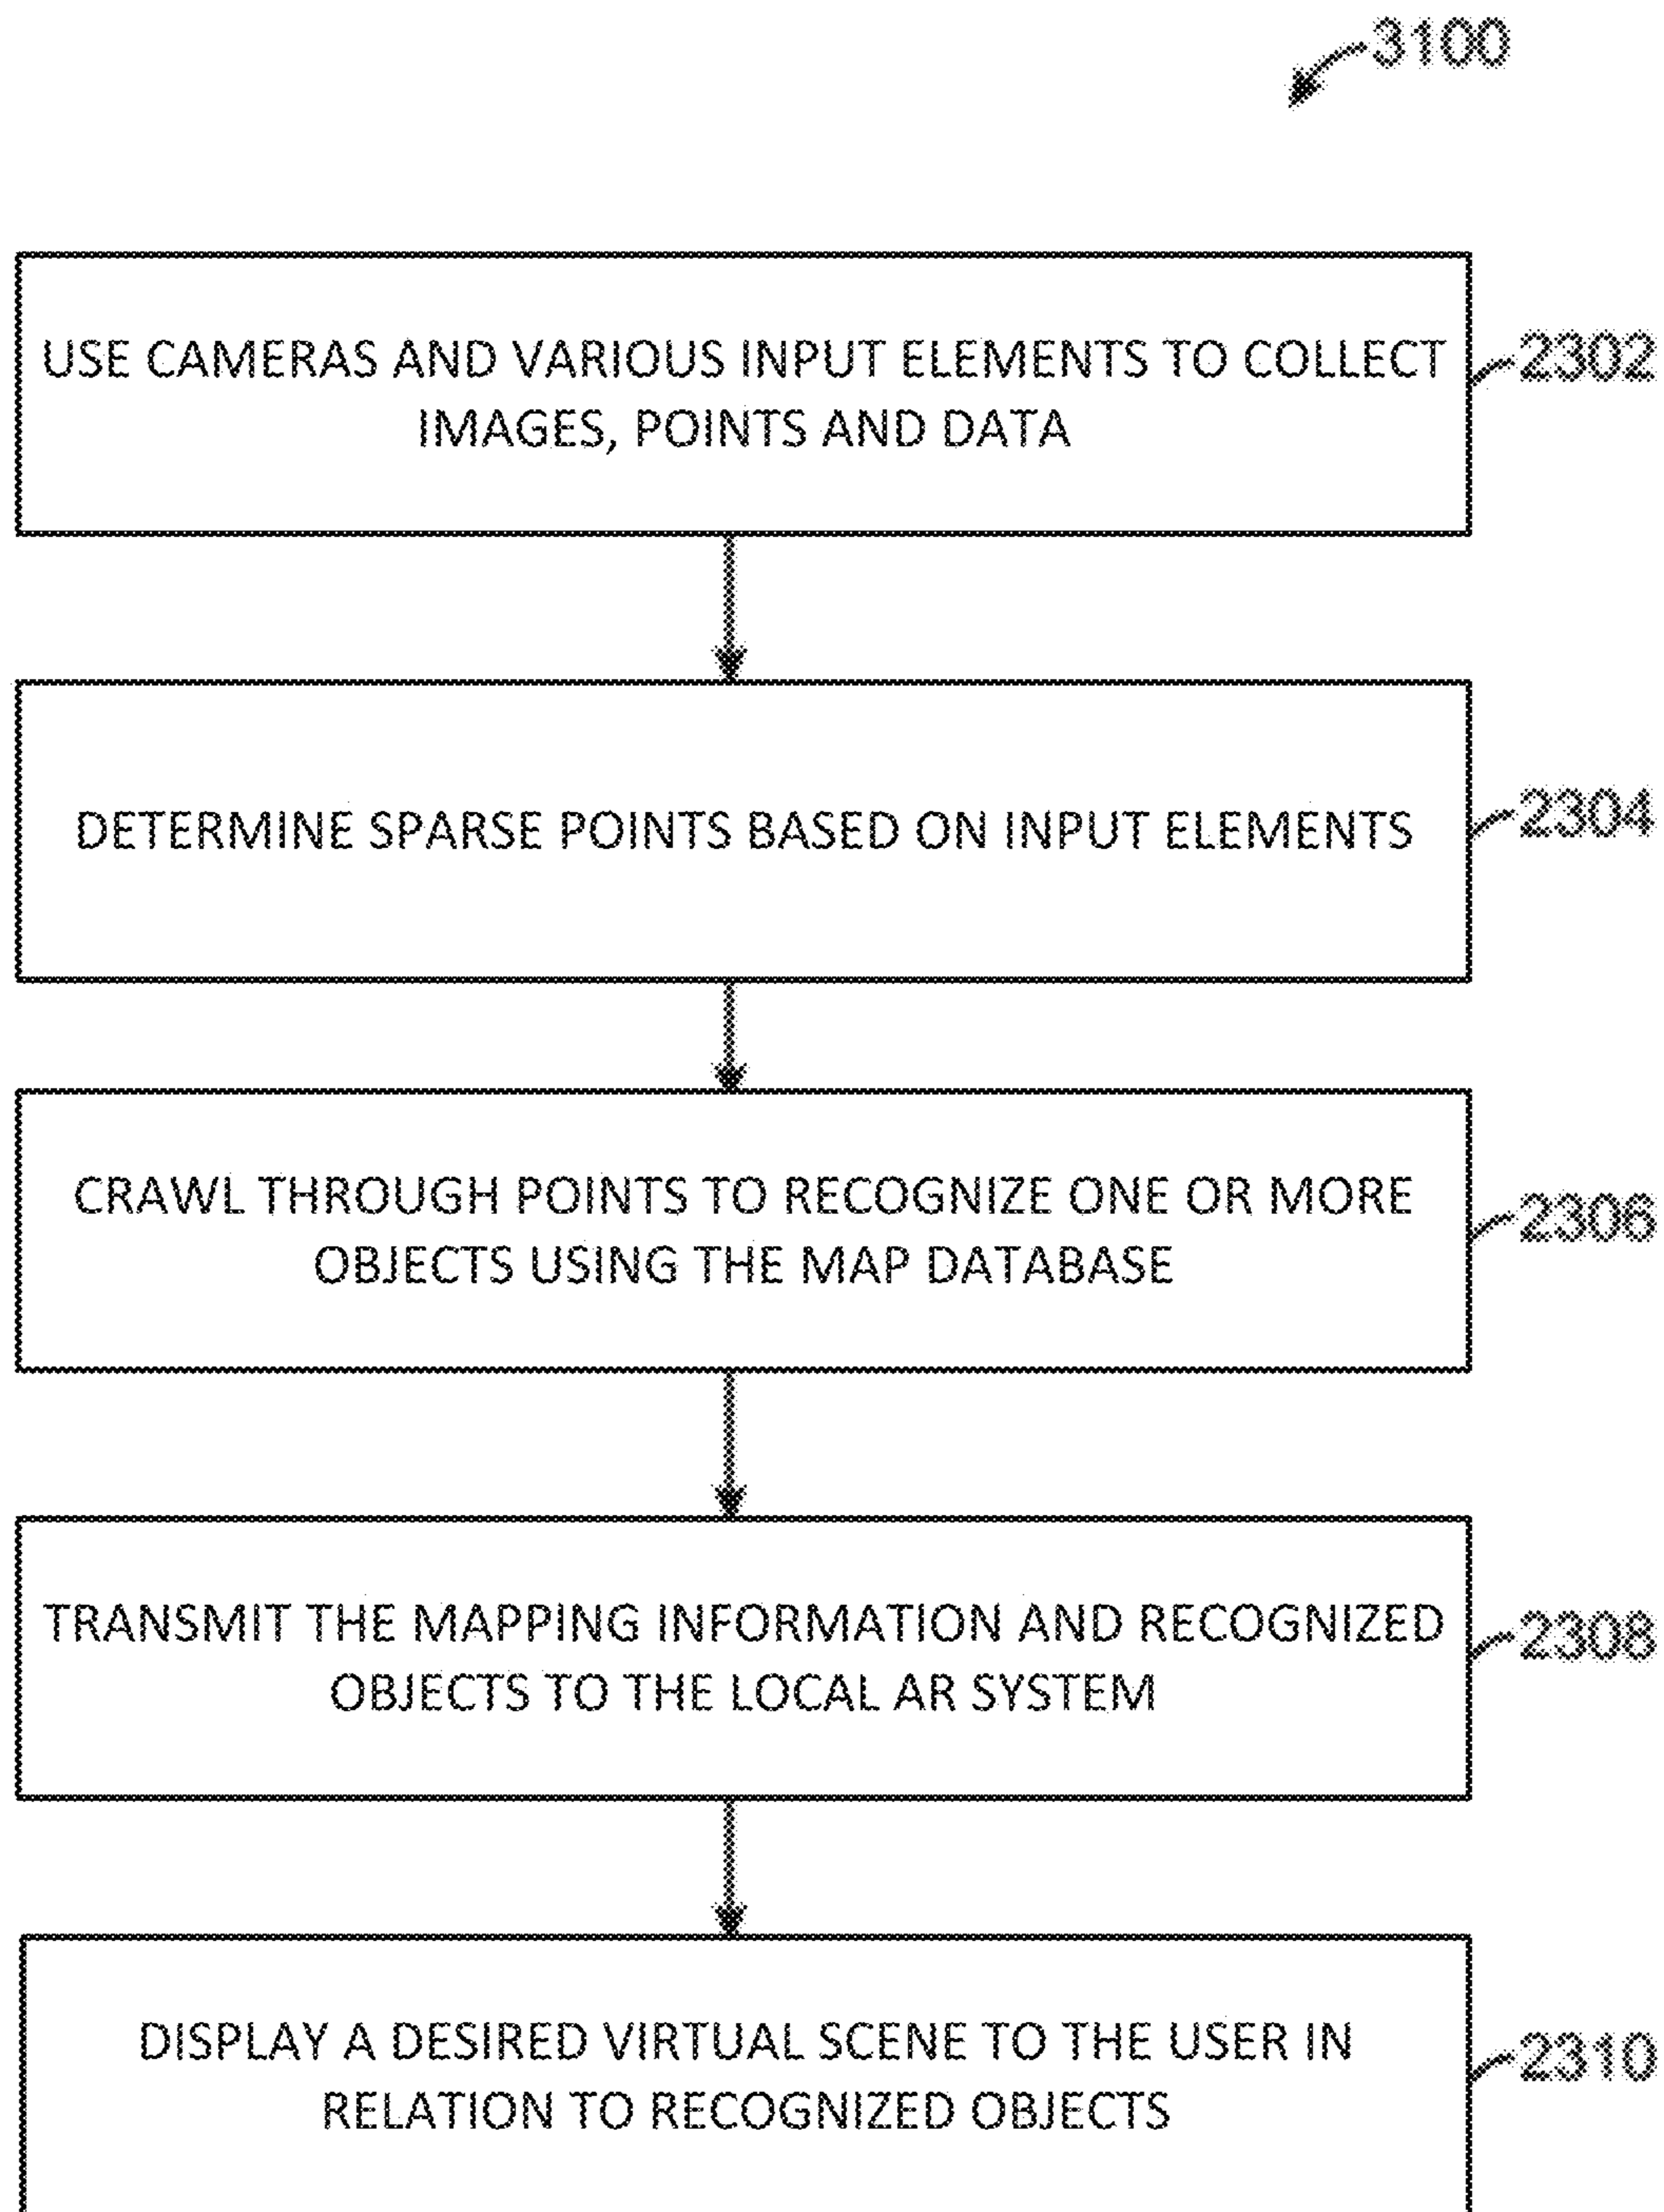 3100
USE CAMERAS AND VARIOUS INPUT ELEMENTS TO COLLECT
IMAGES, POINTS AND DATA
2302
DETERMINE SPARSE POINTS BASED ON INPUT ELEMENTS
2304
CRAWL THROUGH POINTS TO RECOGNIZE ONE OR MORE
OBJECTS USING THE MAP DATABASE
2306
TRANSMIT THE MAPPING INFORMATION AND RECOGNIZED
OBJECTS TO THE LOCAL AR SYSTEM
2308
DISPLAY A DESIRED VIRTUAL SCENE TO THE USER IN
RELATION TO RECOGNIZED OBJECTS
2310